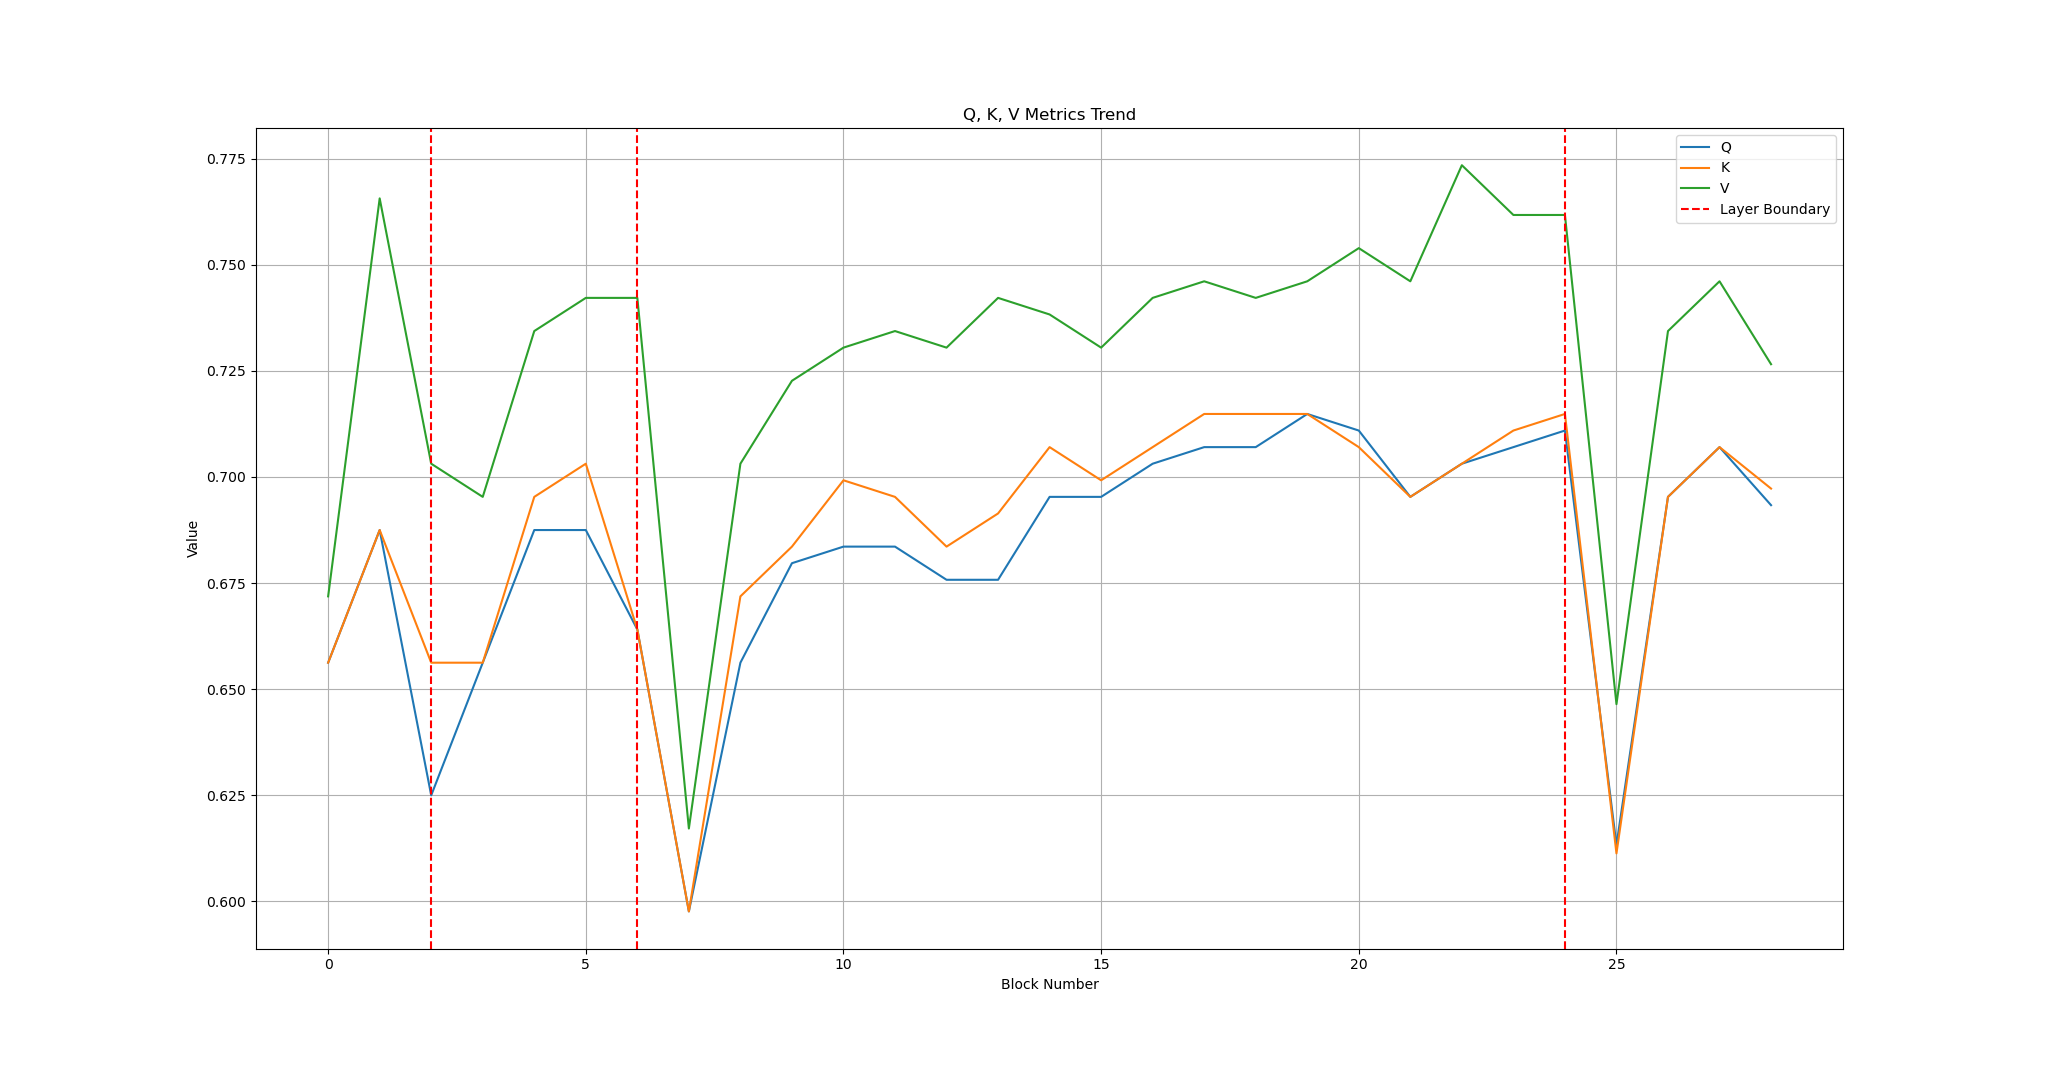 Q, K, V Metrics Trend
Q
K
V
Layer Boundary
0.775
0.750
0.725
0.700
0.675
0.650
0.625
0.600
Value
0 5 10 15 20 25
Block Number